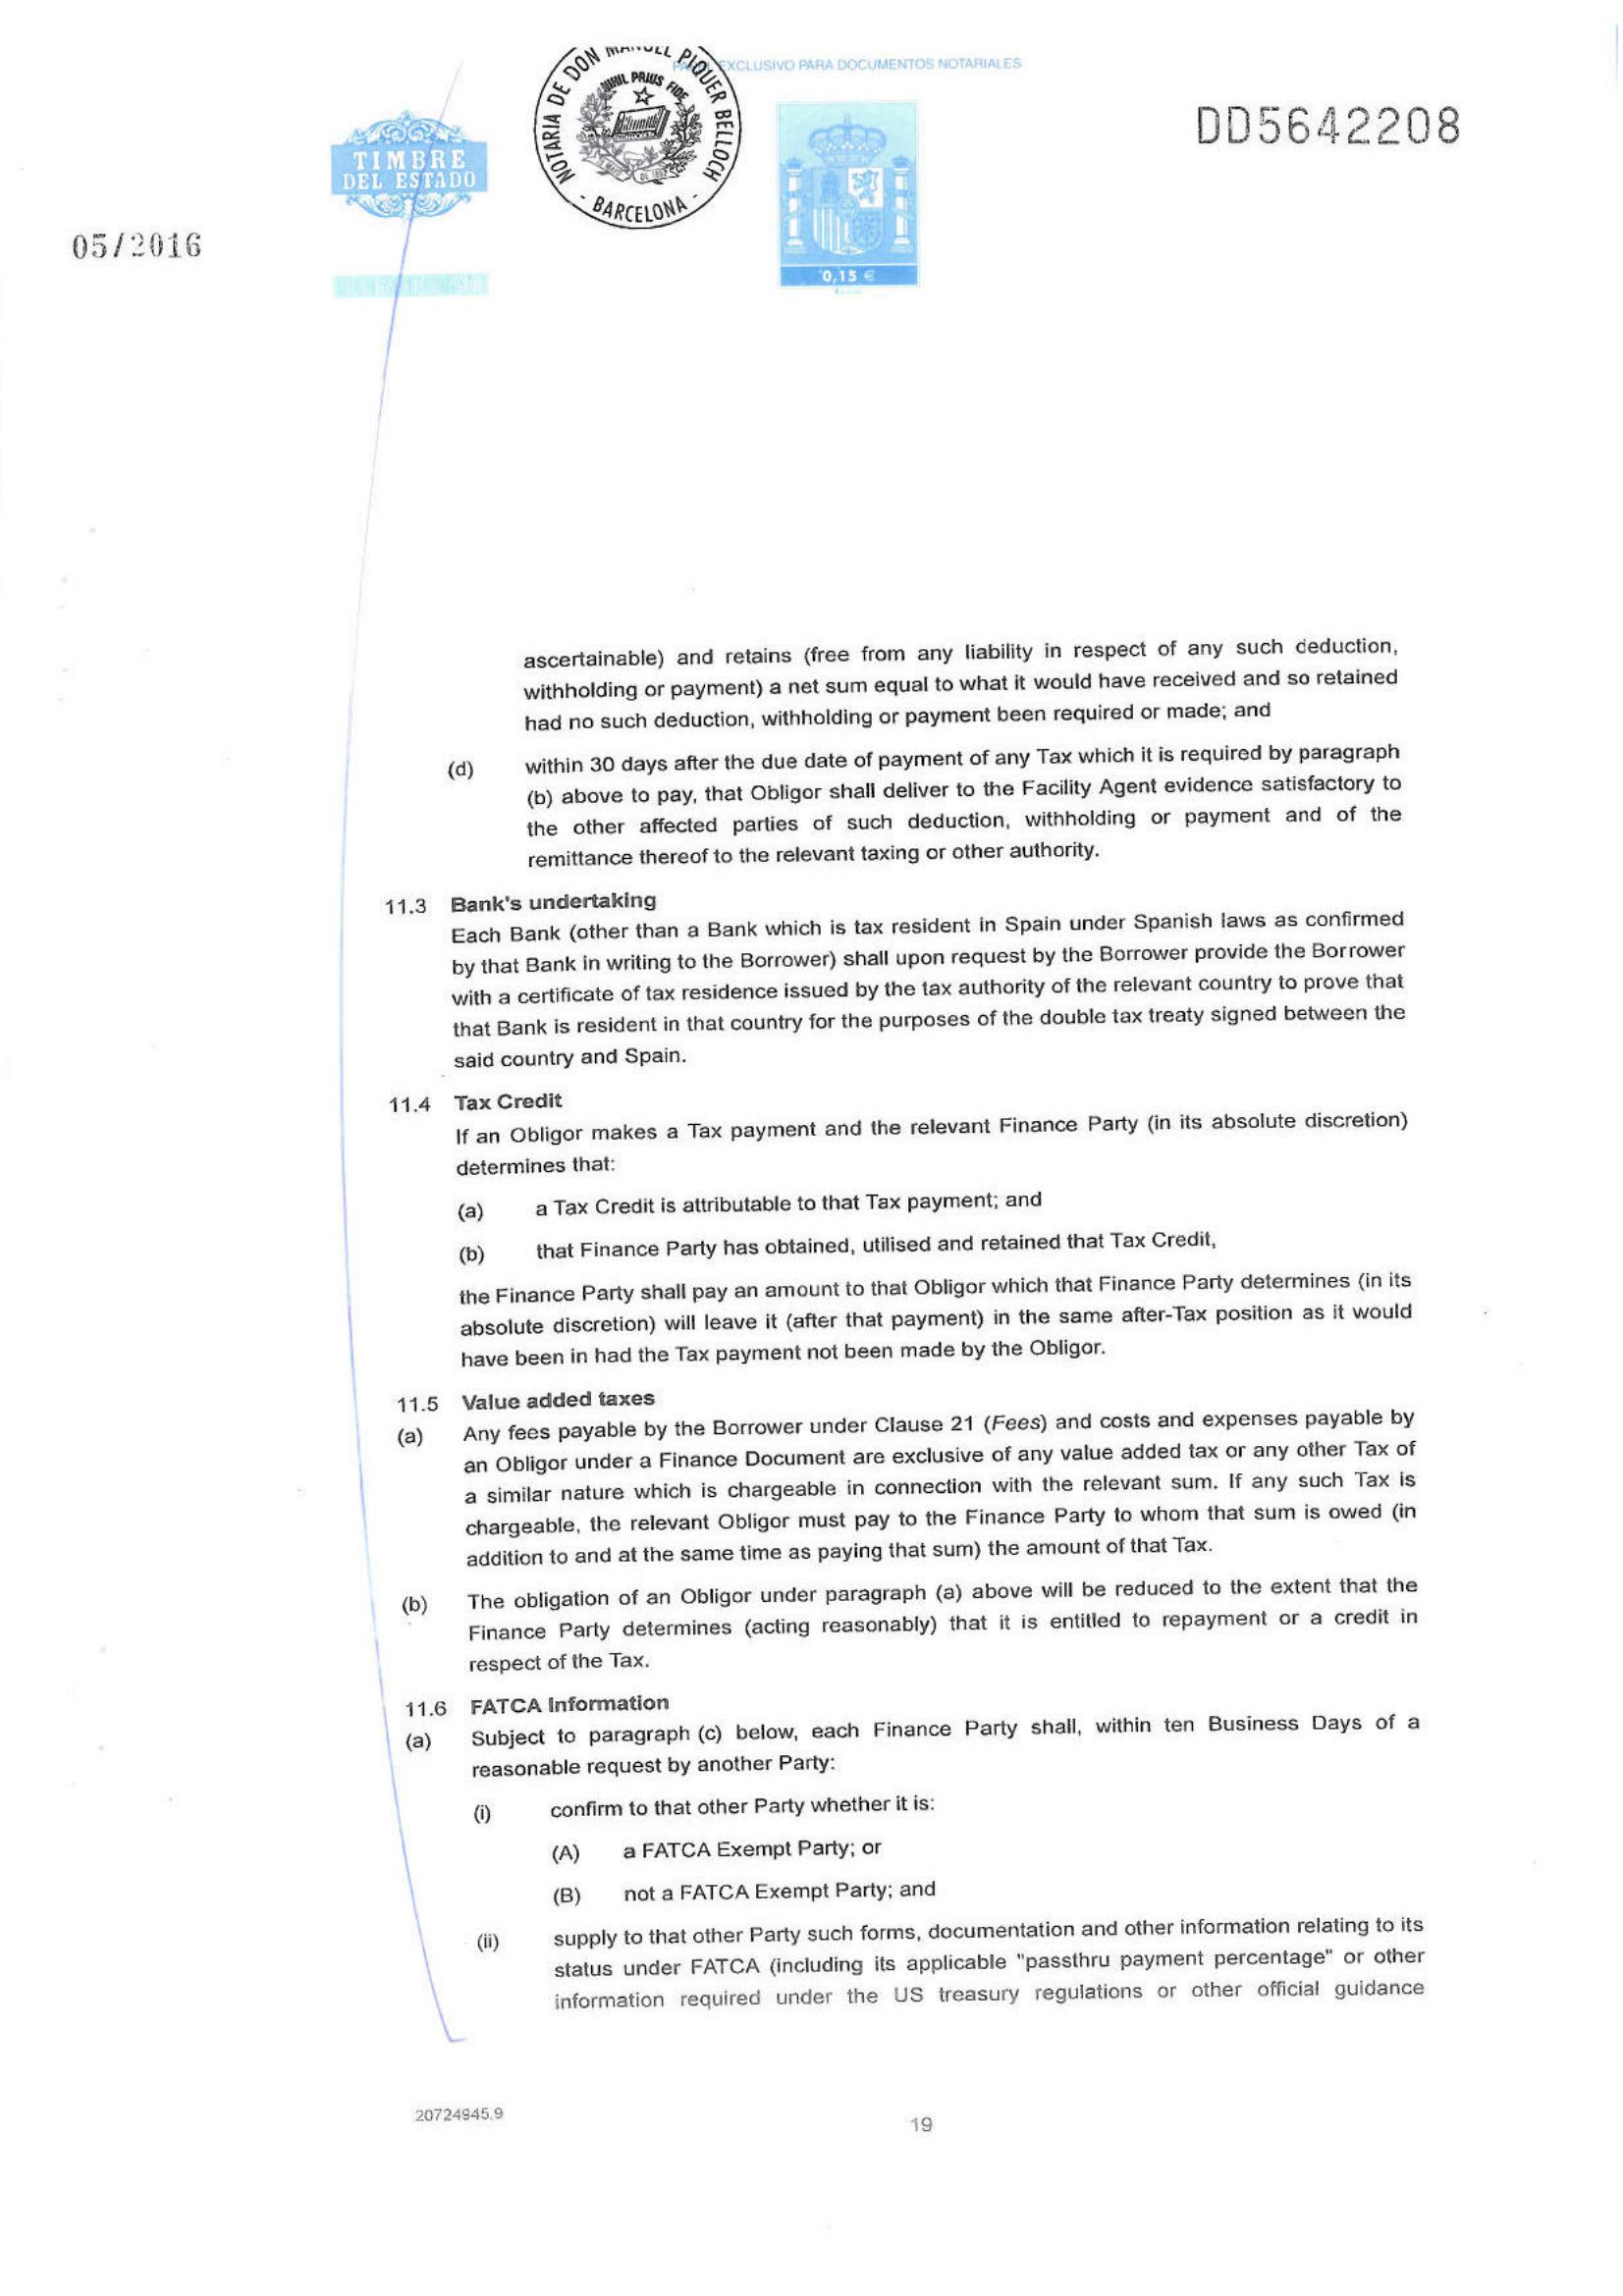 PAPEL EXCLUSIVO PARA DOCUMENTOS NOTARIALES
NOTARIA DE DON MANUEL PIQUER BELLOCH
NIHIL PRIUS FIDE
- BARCELONA -
TIMBRE
DEL ESTADO
DD5642208
05/2016
0,15 €
ascertainable) and retains (free from any liability in respect of any such deduction,
withholding or payment) a net sum equal to what it would have received and so retained
had no such deduction, withholding or payment been required or made; and
(d) within 30 days after the due date of payment of any Tax which it is required by paragraph
(b) above to pay, that Obligor shall deliver to the Facility Agent evidence satisfactory to
the other affected parties of such deduction, withholding or payment and of the
remittance thereof to the relevant taxing or other authority.
11.3 Bank's undertaking
Each Bank (other than a Bank which is tax resident in Spain under Spanish laws as confirmed
by that Bank in writing to the Borrower) shall upon request by the Borrower provide the Borrower
with a certificate of tax residence issued by the tax authority of the relevant country to prove that
that Bank is resident in that country for the purposes of the double tax treaty signed between the
said country and Spain.
11.4 Tax Credit
If an Obligor makes a Tax payment and the relevant Finance Party (in its absolute discretion)
determines that:
(a) a Tax Credit is attributable to that Tax payment; and
(b) that Finance Party has obtained, utilised and retained that Tax Credit,
the Finance Party shall pay an amount to that Obligor which that Finance Party determines (in its
absolute discretion) will leave it (after that payment) in the same after-Tax position as it would
have been in had the Tax payment not been made by the Obligor.
11.5 Value added taxes
(a) Any fees payable by the Borrower under Clause 21 (Fees) and costs and expenses payable by
an Obligor under a Finance Document are exclusive of any value added tax or any other Tax of
a similar nature which is chargeable in connection with the relevant sum. If any such Tax is
chargeable, the relevant Obligor must pay to the Finance Party to whom that sum is owed (in
addition to and at the same time as paying that sum) the amount of that Tax.
(b) The obligation of an Obligor under paragraph (a) above will be reduced to the extent that the
Finance Party determines (acting reasonably) that it is entitled to repayment or a credit in
respect of the Tax.
11.6 FATCA Information
(a) Subject to paragraph (c) below, each Finance Party shall, within ten Business Days of a
reasonable request by another Party:
(i) confirm to that other Party whether it is:
(A) a FATCA Exempt Party; or
(B) not a FATCA Exempt Party; and
(ii) supply to that other Party such forms, documentation and other information relating to its
status under FATCA (including its applicable "passthru payment percentage" or other
information required under the US treasury regulations or other official guidance
20724945.9
19